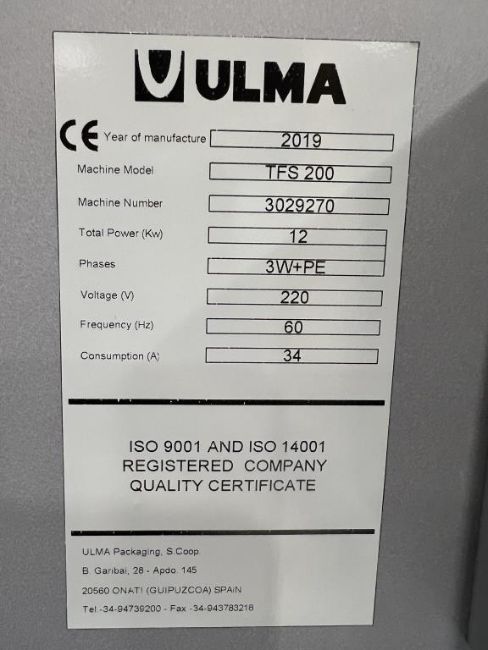 ULMA
CE Year of manufacture 2019
Machine Model TFS 200
Machine Number 3029270
Total Power (Kw) 12
Phases 3W+PE
Voltage (V) 220
Frequency (Hz) 60
Consumption (A) 34
ISO 9001 AND ISO 14001
REGISTERED COMPANY
QUALITY CERTIFICATE
ULMA Packaging, S.Coop.
B. Garibai, 28 - Apdo. 145
20560 OÑATI (GUIPUZCOA) SPAIN
Tel -34-94739200 - Fax -34-943783218